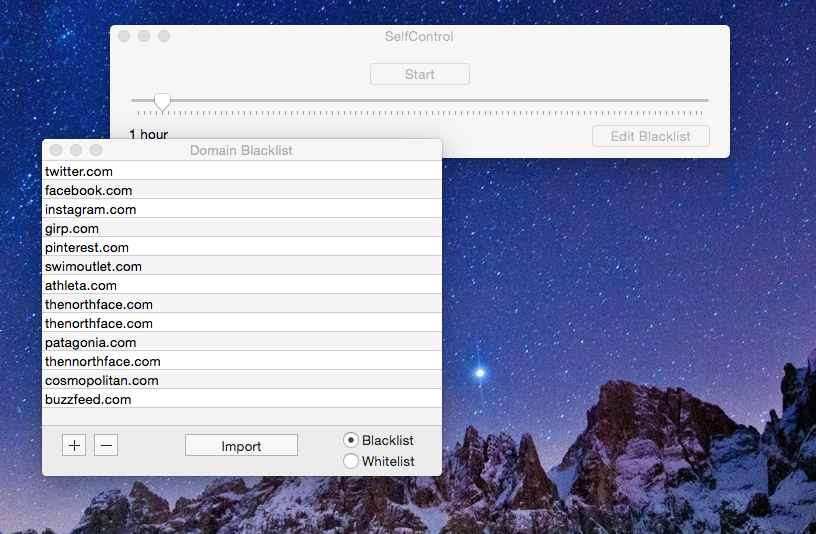 SelfControl
Start
1 hour
Edit Blacklist
Domain Blacklist
twitter.com
facebook.com
instagram.com
girp.com
pinterest.com
swimoutlet.com
athleta.com
thenorthface.com
thenorthface.com
patagonia.com
thennorthface.com
cosmopolitan.com
buzzfeed.com
Import
Blacklist
Whitelist